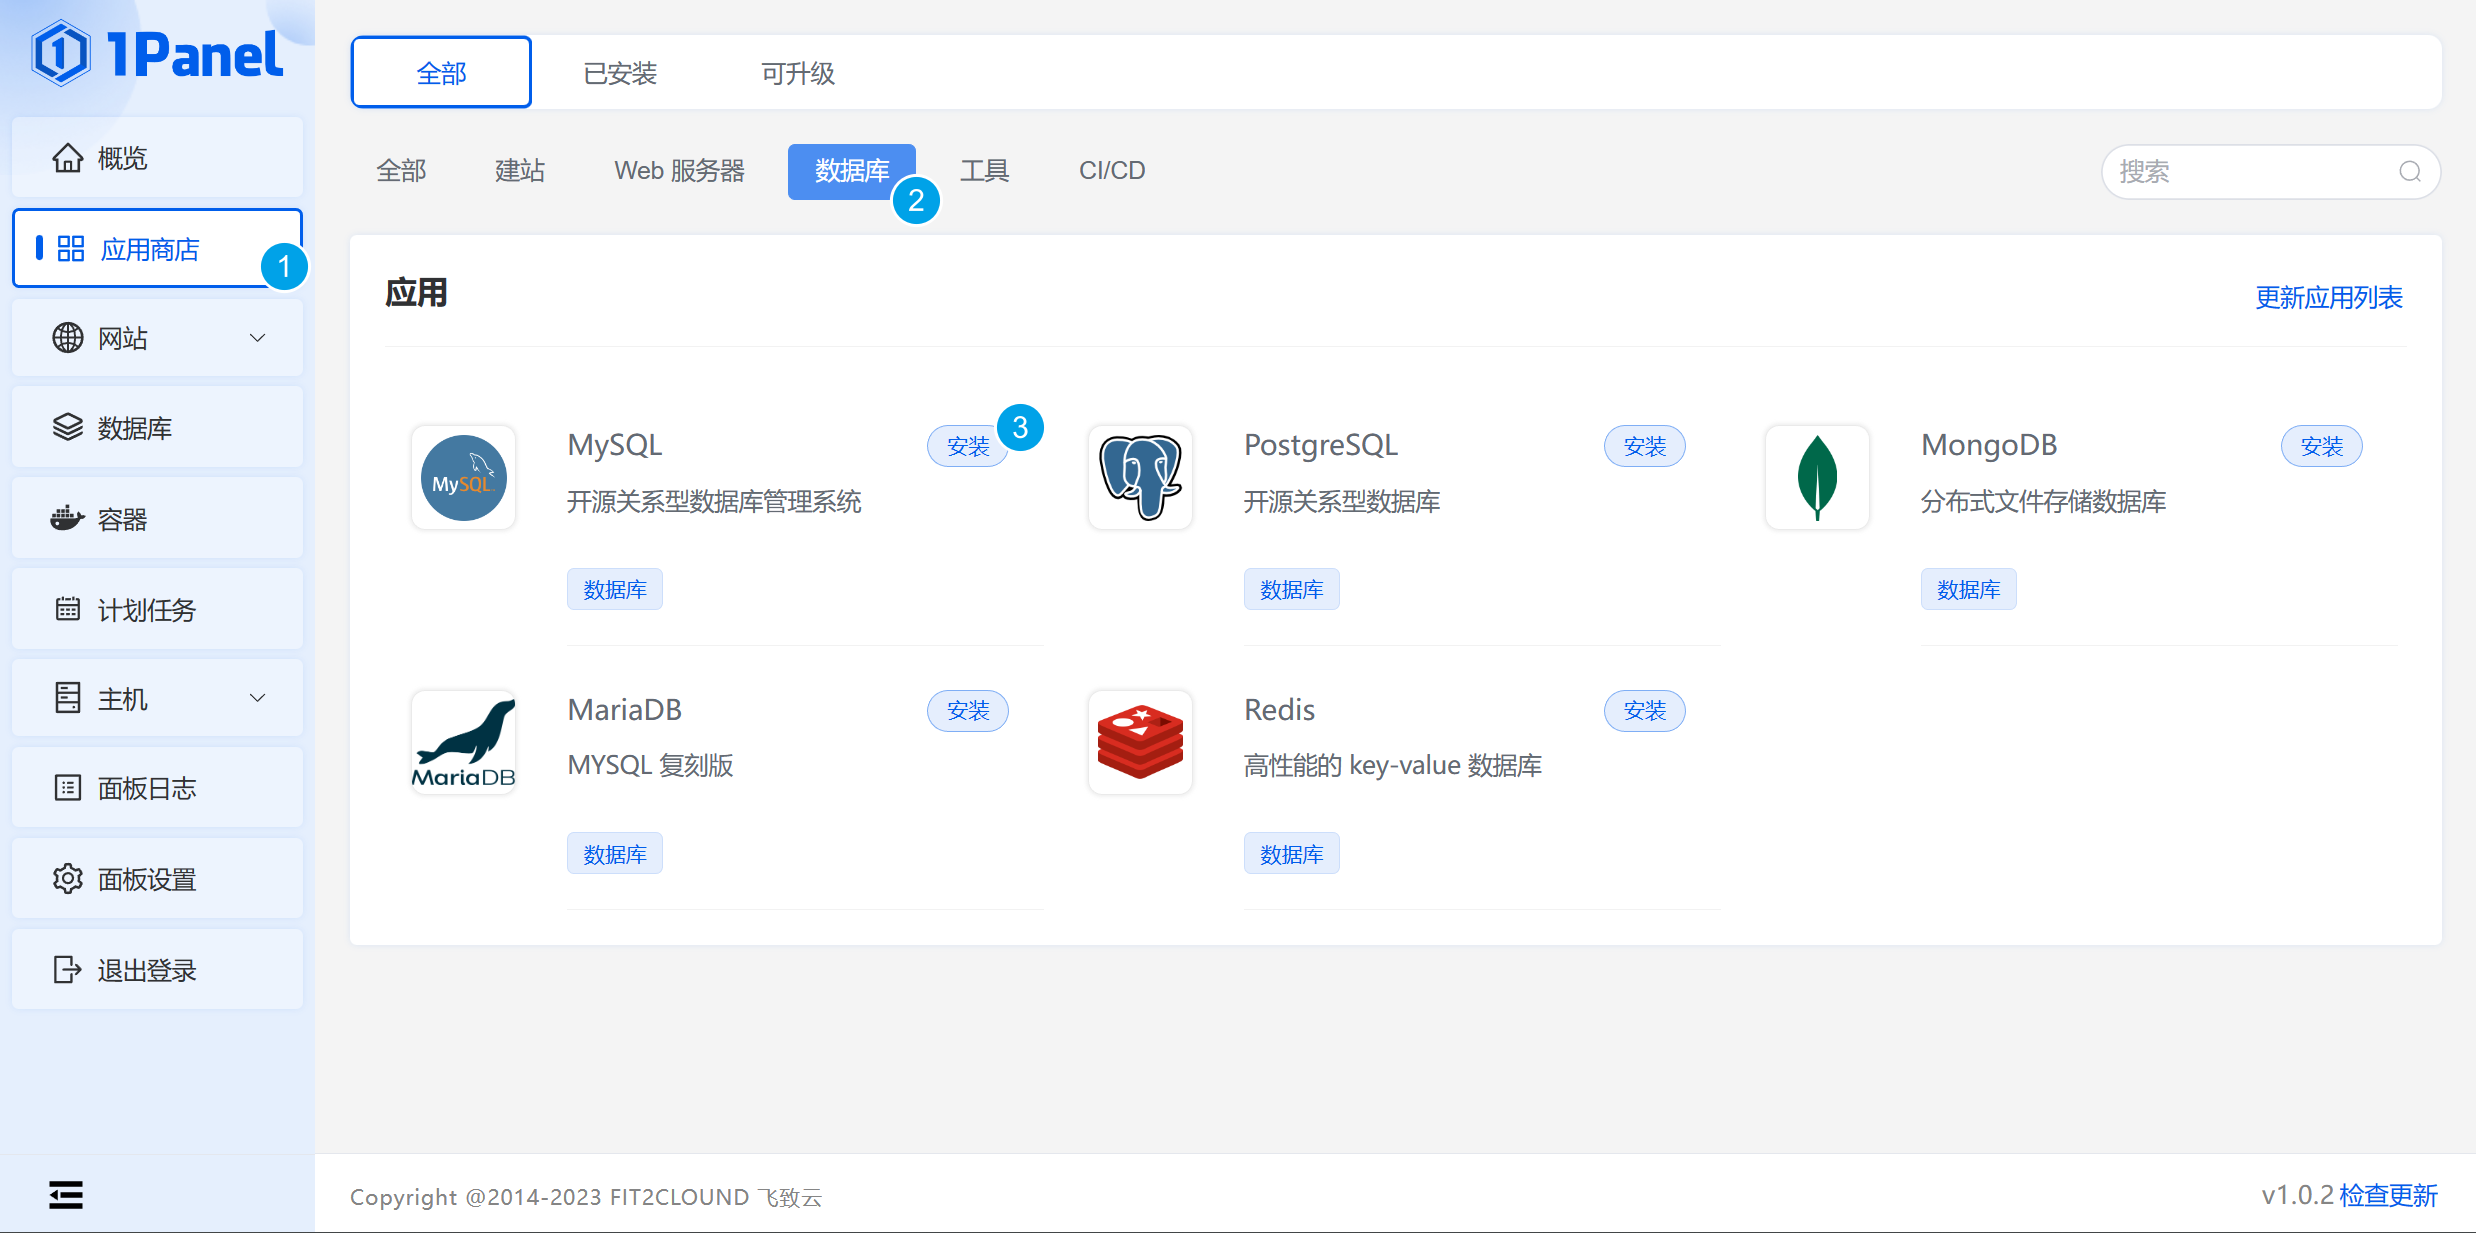 1Panel
概览
应用商店
1
网站
数据库
容器
计划任务
主机
面板日志
面板设置
退出登录
全部
已安装
可升级
全部
建站
Web 服务器
数据库
2
工具
CI/CD
搜索
应用
更新应用列表
MySQL
MySQL
安装
3
开源关系型数据库管理系统
数据库
PostgreSQL
安装
开源关系型数据库
数据库
MongoDB
安装
分布式文件存储数据库
数据库
MariaDB
MariaDB
安装
MYSQL 复刻版
数据库
Redis
安装
高性能的 key-value 数据库
数据库
Copyright @2014-2023 FIT2CLOUND 飞致云
v1.0.2 检查更新